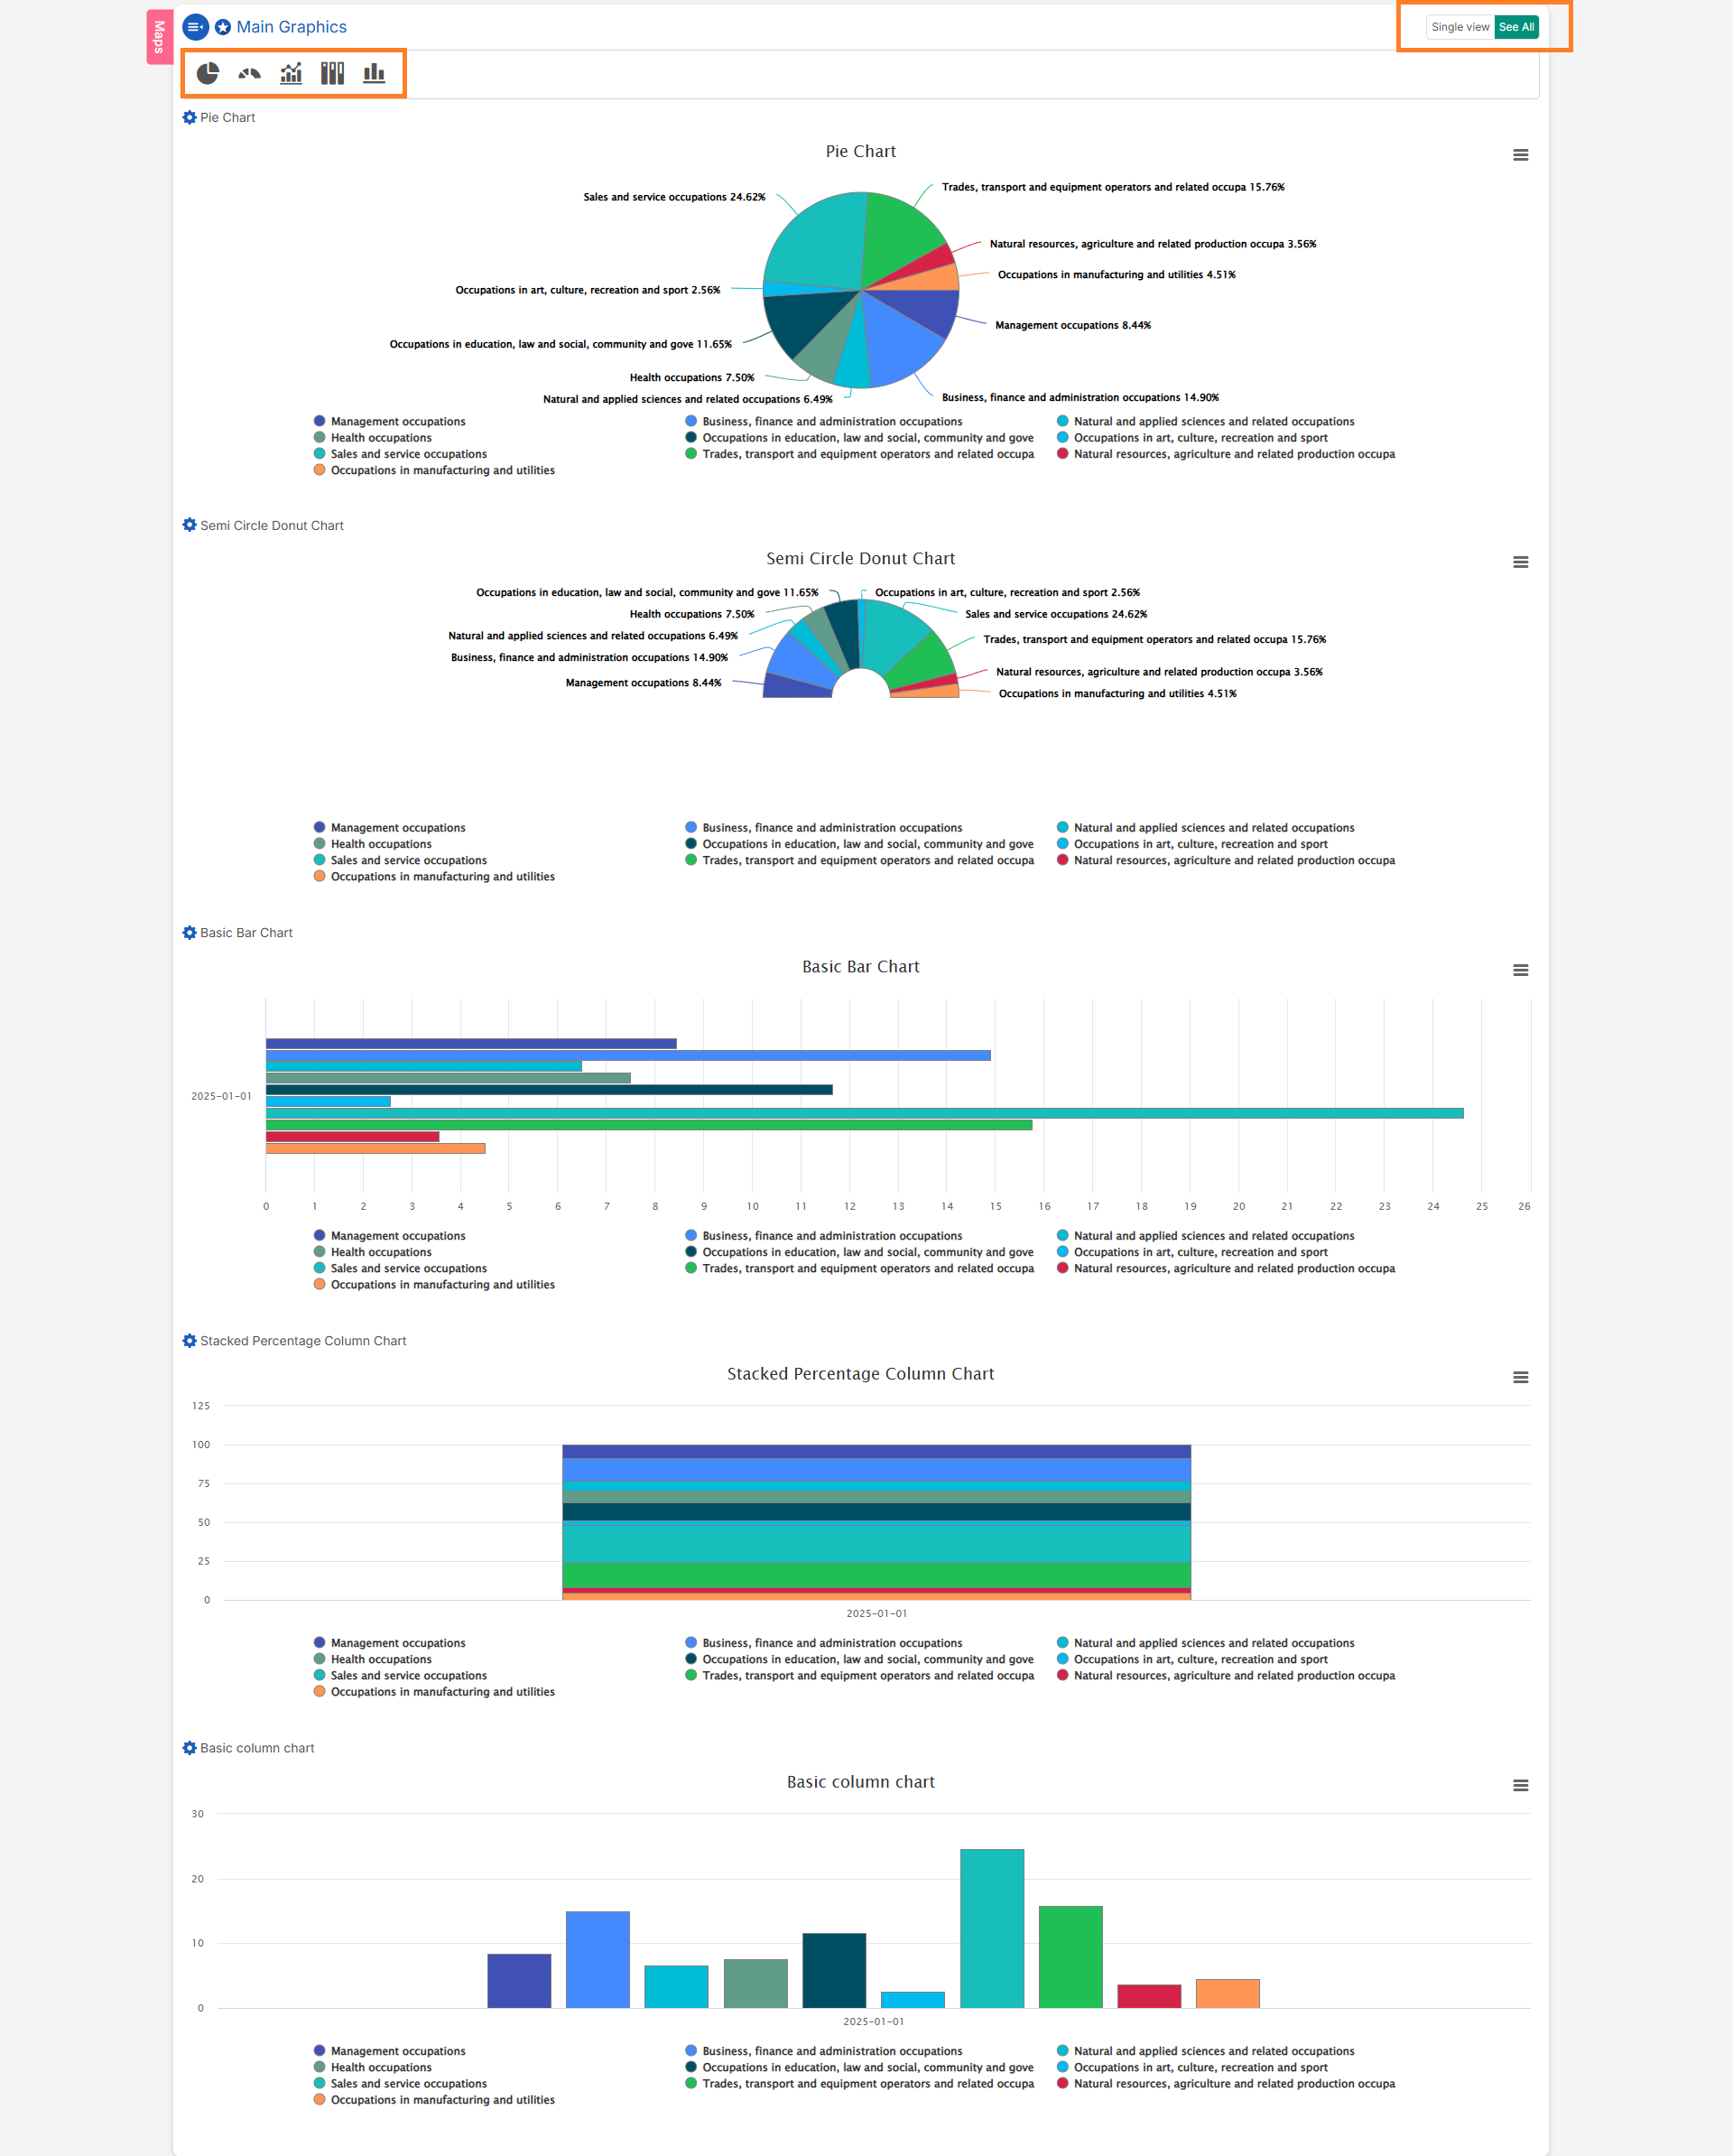 Maps
Main Graphics
Single view See All
Pie Chart
Pie Chart
Trades, transport and equipment operators and related occupa 15.76%
Sales and service occupations 24.62%
Natural resources, agriculture and related production occupa 3.56%
Occupations in manufacturing and utilities 4.51%
Occupations in art, culture, recreation and sport 2.56%
Management occupations 8.44%
Occupations in education, law and social, community and gove 11.65%
Health occupations 7.50%
Business, finance and administration occupations 14.90%
Natural and applied sciences and related occupations 6.49%
Management occupations Business, finance and administration occupations Natural and applied sciences and related occupations
Health occupations Occupations in education, law and social, community and gove Occupations in art, culture, recreation and sport
Sales and service occupations Trades, transport and equipment operators and related occupa Natural resources, agriculture and related production occupa
Occupations in manufacturing and utilities
Semi Circle Donut Chart
Semi Circle Donut Chart
Occupations in education, law and social, community and gove 11.65% Occupations in art, culture, recreation and sport 2.56%
Health occupations 7.50% Sales and service occupations 24.62%
Natural and applied sciences and related occupations 6.49% Trades, transport and equipment operators and related occupa 15.76%
Business, finance and administration occupations 14.90%
Natural resources, agriculture and related production occupa 3.56%
Management occupations 8.44%
Occupations in manufacturing and utilities 4.51%
Management occupations Business, finance and administration occupations Natural and applied sciences and related occupations
Health occupations Occupations in education, law and social, community and gove Occupations in art, culture, recreation and sport
Sales and service occupations Trades, transport and equipment operators and related occupa Natural resources, agriculture and related production occupa
Occupations in manufacturing and utilities
Basic Bar Chart
Basic Bar Chart
2025-01-01
0 1 2 3 4 5 6 7 8 9 10 11 12 13 14 15 16 17 18 19 20 21 22 23 24 25 26
Management occupations Business, finance and administration occupations Natural and applied sciences and related occupations
Health occupations Occupations in education, law and social, community and gove Occupations in art, culture, recreation and sport
Sales and service occupations Trades, transport and equipment operators and related occupa Natural resources, agriculture and related production occupa
Occupations in manufacturing and utilities
Stacked Percentage Column Chart
Stacked Percentage Column Chart
125
100
75
50
25
0
2025-01-01
Management occupations Business, finance and administration occupations Natural and applied sciences and related occupations
Health occupations Occupations in education, law and social, community and gove Occupations in art, culture, recreation and sport
Sales and service occupations Trades, transport and equipment operators and related occupa Natural resources, agriculture and related production occupa
Occupations in manufacturing and utilities
Basic column chart
Basic column chart
30
20
10
0
2025-01-01
Management occupations Business, finance and administration occupations Natural and applied sciences and related occupations
Health occupations Occupations in education, law and social, community and gove Occupations in art, culture, recreation and sport
Sales and service occupations Trades, transport and equipment operators and related occupa Natural resources, agriculture and related production occupa
Occupations in manufacturing and utilities